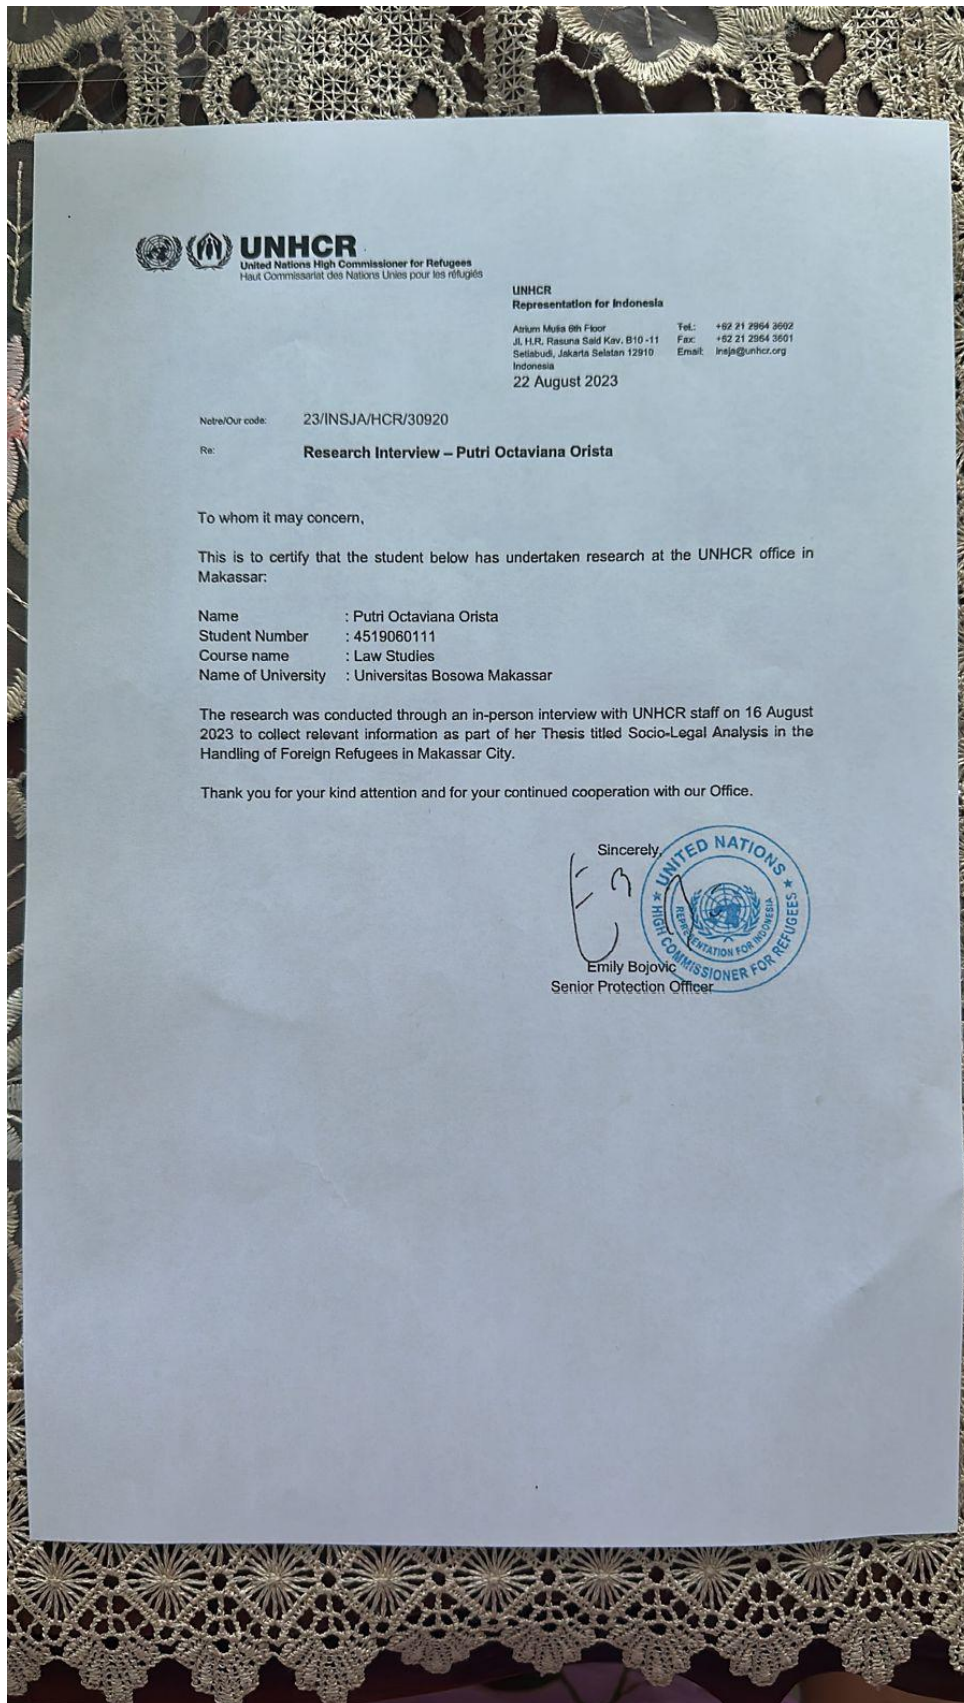 UNHCR
United Nations High Commissioner for Refugees
Haut Commissariat des Nations Unies pour les réfugiés
UNHCR
Representation for Indonesia
Atrium Mulia 6th Floor
Jl. H.R. Rasuna Said Kav. B10 -11
Setiabudi, Jakarta Selatan 12910
Indonesia
Tel.: +62 21 2964 3602
Fax: +62 21 2964 3601
Email: insja@unhcr.org
22 August 2023
Notre/Our code: 23/INSJA/HCR/30920
Re: Research Interview – Putri Octaviana Orista
To whom it may concern,
This is to certify that the student below has undertaken research at the UNHCR office in
Makassar:
Name : Putri Octaviana Orista
Student Number : 4519060111
Course name : Law Studies
Name of University : Universitas Bosowa Makassar
The research was conducted through an in-person interview with UNHCR staff on 16 August
2023 to collect relevant information as part of her Thesis titled Socio-Legal Analysis in the
Handling of Foreign Refugees in Makassar City.
Thank you for your kind attention and for your continued cooperation with our Office.
Sincerely,
UNITED NATIONS
HIGH COMMISSIONER FOR REFUGEES
REPRESENTATION FOR INDONESIA
Emily Bojovic
Senior Protection Officer